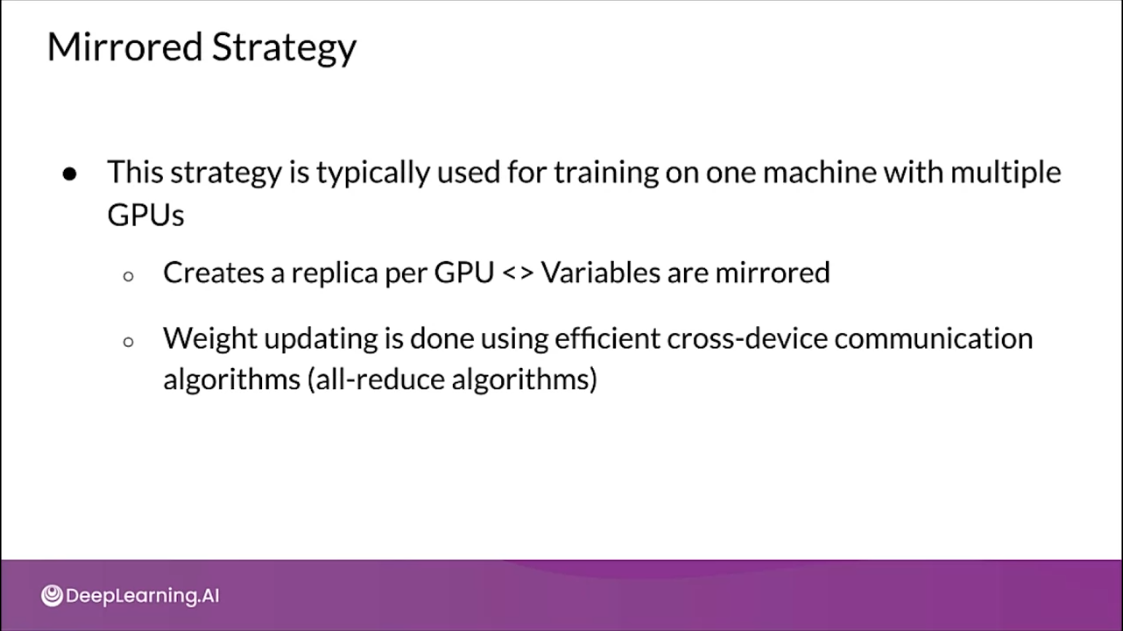 Mirrored Strategy
● This strategy is typically used for training on one machine with multiple
GPUs
○ Creates a replica per GPU <> Variables are mirrored
○ Weight updating is done using efficient cross-device communication
algorithms (all-reduce algorithms)
DeepLearning.AI